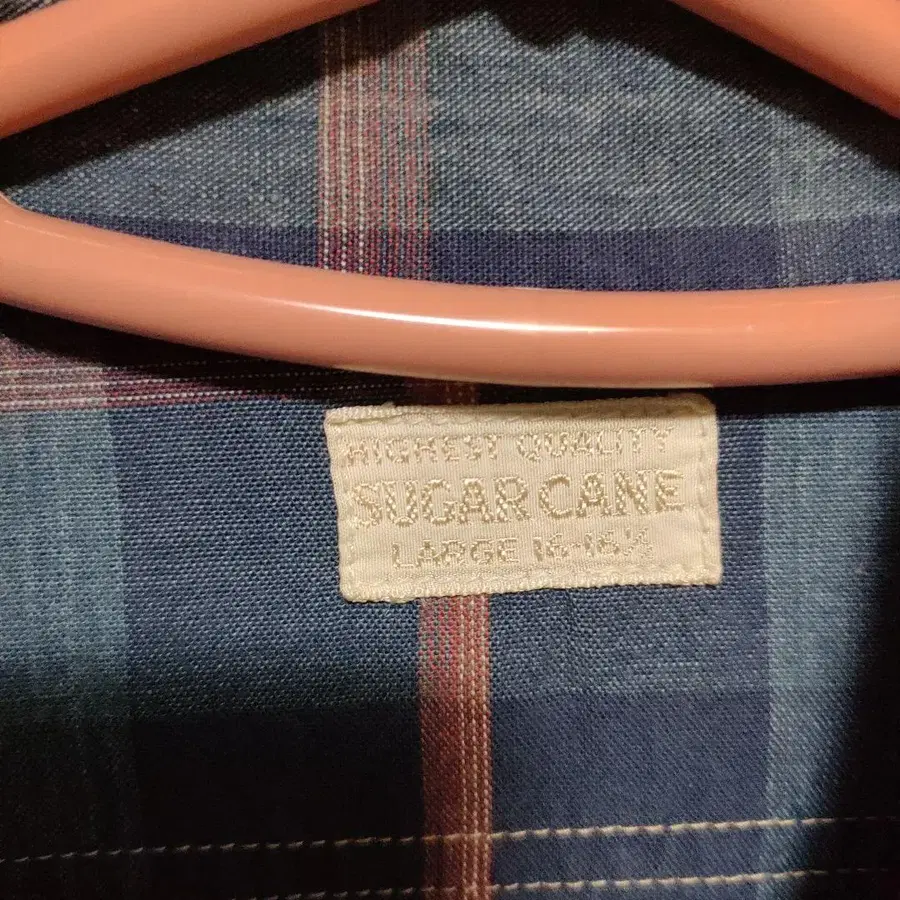 HIGHEST QUALITY
SUGAR CANE
LARGE 16-16½